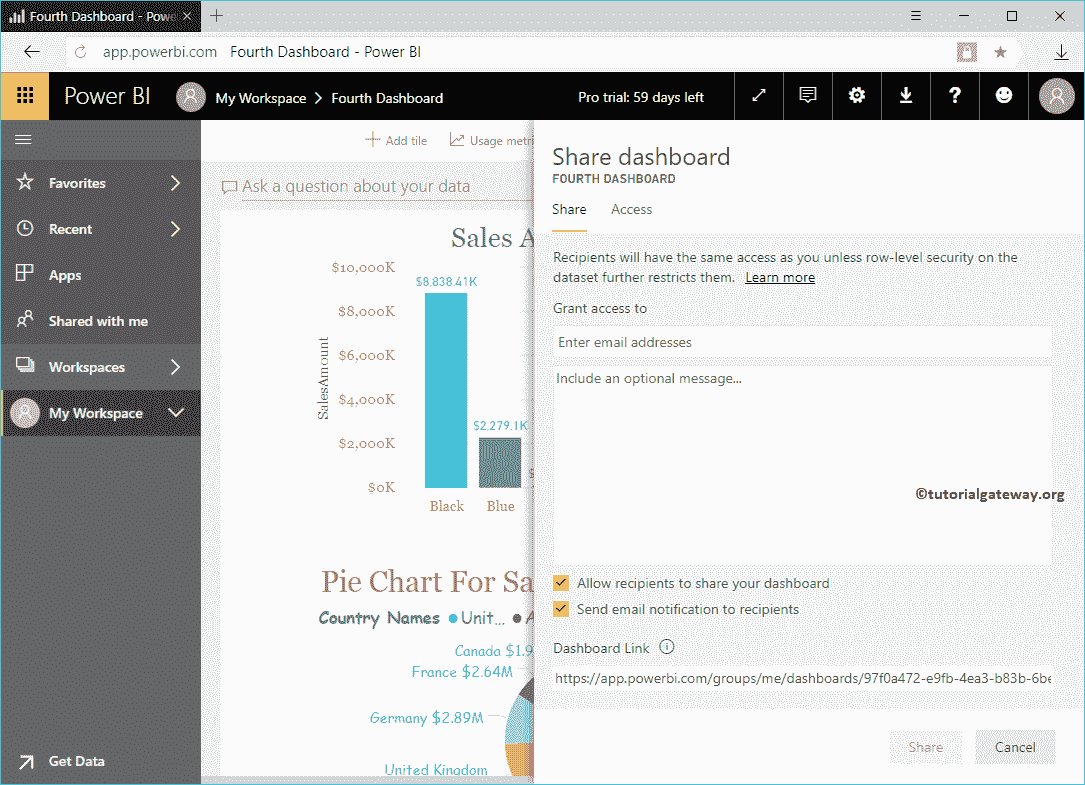 Fourth Dashboard - Powe
app.powerbi.com Fourth Dashboard - Power BI
Power BI My Workspace > Fourth Dashboard Pro trial: 59 days left
Add tile Usage metri
Ask a question about your data
Favorites
Recent
Apps
Shared with me
Workspaces
My Workspace
Get Data
Sales A
SalesAmount
$10,000K
$8,000K
$6,000K
$4,000K
$2,000K
$0K
$8,838.41K
$2,279.1K
Black Blue
Pie Chart For Sa
Country Names Unit... A
Canada $1.9
France $2.64M
Germany $2.89M
United Kingdom
Share dashboard
FOURTH DASHBOARD
Share Access
Recipients will have the same access as you unless row-level security on the
dataset further restricts them. Learn more
Grant access to
Enter email addresses
Include an optional message...
©tutorialgateway.org
Allow recipients to share your dashboard
Send email notification to recipients
Dashboard Link
https://app.powerbi.com/groups/me/dashboards/97f0a472-e9fb-4ea3-b83b-6be
Share Cancel